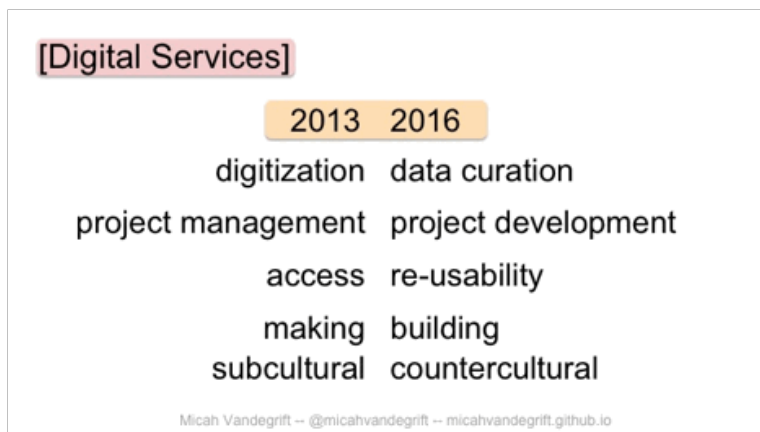 [Digital Services]
2013 2016
digitization data curation
project management project development
access re-usability
making building
subcultural countercultural
Micah Vandegrift -- @micahvandegrift -- micahvandegrift.github.io